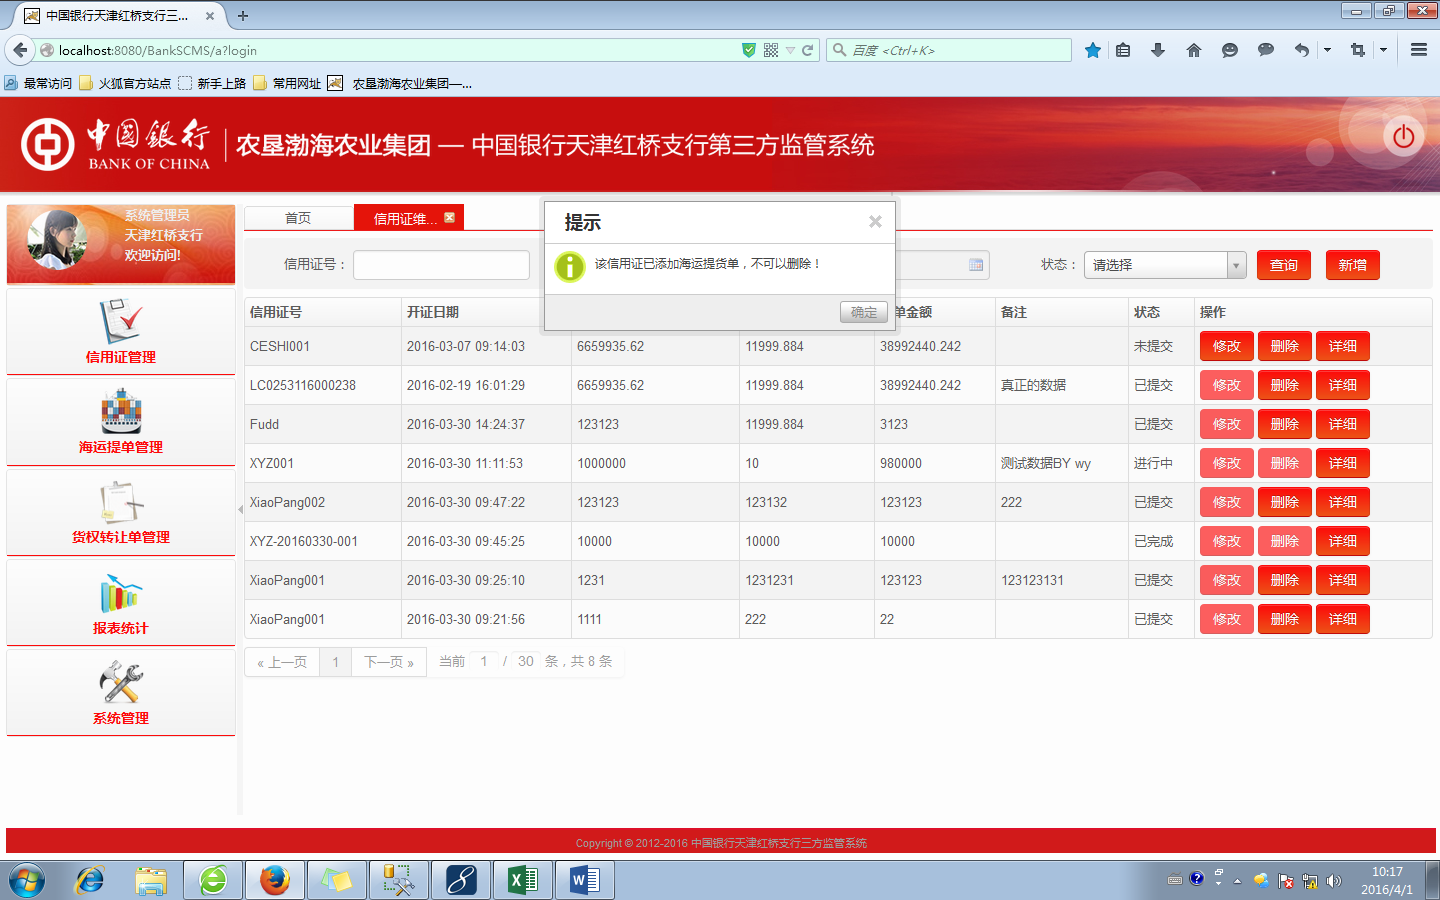 中国银行天津红桥支行三...
localhost:8080/BankSCMS/a?login
百度 <Ctrl+K>
最常访问 火狐官方站点 新手上路 常用网址 农垦渤海农业集团—...
中国银行
BANK OF CHINA
农垦渤海农业集团 — 中国银行天津红桥支行第三方监管系统
系统管理员
天津红桥支行
欢迎访问!
信用证管理
海运提单管理
货权转让单管理
报表统计
系统管理
首页 信用证维...
信用证号： 状态： 请选择 查询 新增
提示
该信用证已添加海运提货单，不可以删除！
确定
信用证号 开证日期 单金额 备注 状态 操作
CESHI001 2016-03-07 09:14:03 6659935.62 11999.884 38992440.242 未提交 修改 删除 详细
LC0253116000238 2016-02-19 16:01:29 6659935.62 11999.884 38992440.242 真正的数据 已提交 修改 删除 详细
Fudd 2016-03-30 14:24:37 123123 11999.884 3123 已提交 修改 删除 详细
XYZ001 2016-03-30 11:11:53 1000000 10 980000 测试数据BY wy 进行中 修改 删除 详细
XiaoPang002 2016-03-30 09:47:22 123123 123132 123123 222 已提交 修改 删除 详细
XYZ-20160330-001 2016-03-30 09:45:25 10000 10000 10000 已完成 修改 删除 详细
XiaoPang001 2016-03-30 09:25:10 1231 1231231 123123 123123131 已提交 修改 删除 详细
XiaoPang001 2016-03-30 09:21:56 1111 222 22 已提交 修改 删除 详细
« 上一页 1 下一页 » 当前 1 / 30 条，共 8 条
Copyright © 2012-2016 中国银行天津红桥支行三方监管系统
10:17
2016/4/1